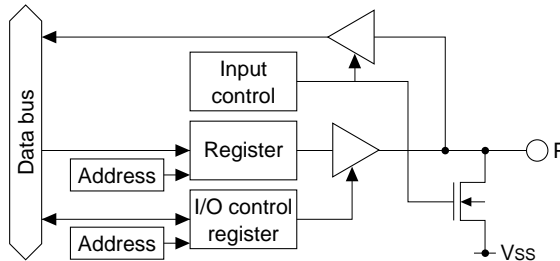 Data bus
Input
control
Register
Address
I/O control
register
Address
P
VSS